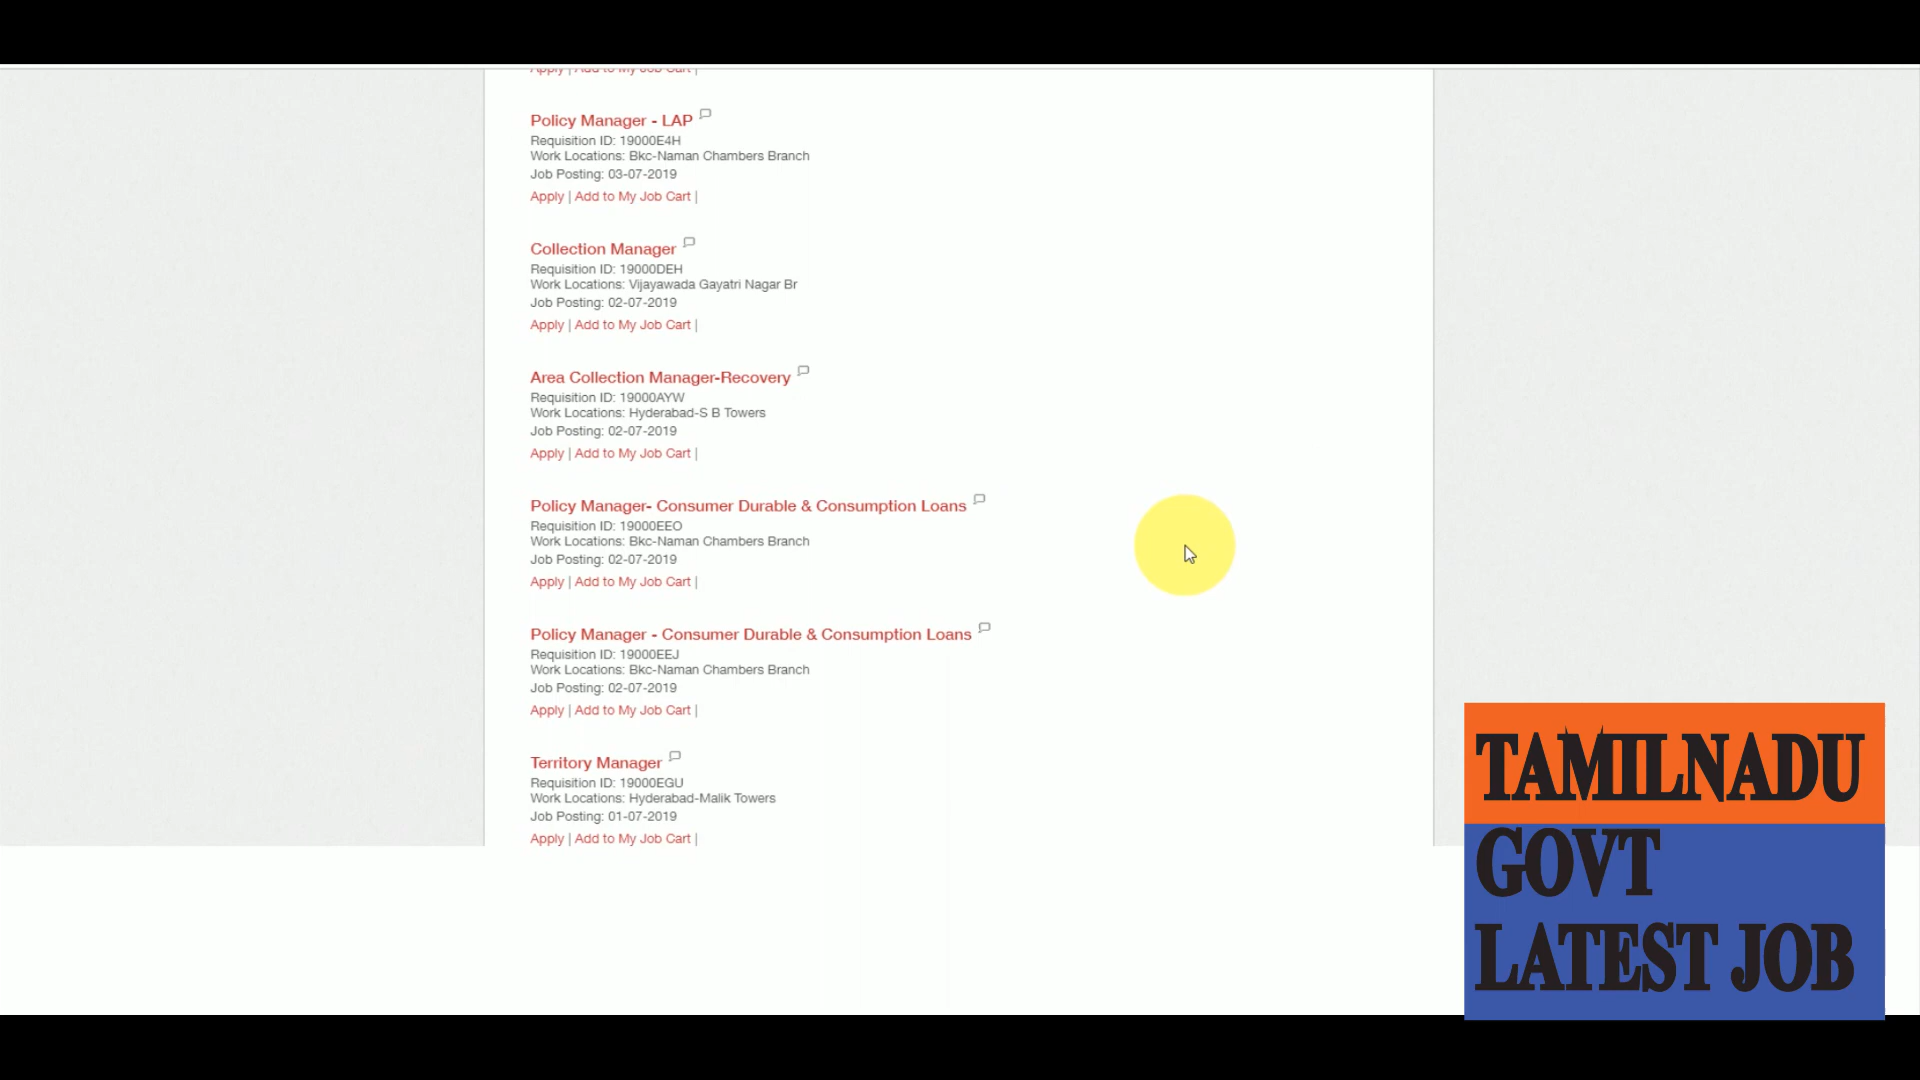 Apply | Add to My Job Cart |
Policy Manager - LAP
Requisition ID: 19000E4H
Work Locations: Bkc-Naman Chambers Branch
Job Posting: 03-07-2019
Apply | Add to My Job Cart |
Collection Manager
Requisition ID: 19000DEH
Work Locations: Vijayawada Gayatri Nagar Br
Job Posting: 02-07-2019
Apply | Add to My Job Cart |
Area Collection Manager-Recovery
Requisition ID: 19000AYW
Work Locations: Hyderabad-S B Towers
Job Posting: 02-07-2019
Apply | Add to My Job Cart |
Policy Manager- Consumer Durable & Consumption Loans
Requisition ID: 19000EEO
Work Locations: Bkc-Naman Chambers Branch
Job Posting: 02-07-2019
Apply | Add to My Job Cart |
Policy Manager - Consumer Durable & Consumption Loans
Requisition ID: 19000EEJ
Work Locations: Bkc-Naman Chambers Branch
Job Posting: 02-07-2019
Apply | Add to My Job Cart |
Territory Manager
Requisition ID: 19000EGU
Work Locations: Hyderabad-Malik Towers
Job Posting: 01-07-2019
Apply | Add to My Job Cart |
TAMILNADU
GOVT
LATEST JOB